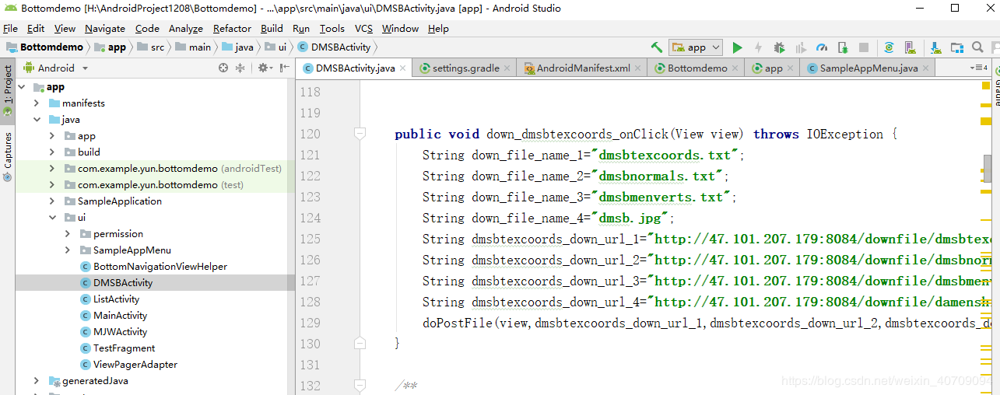 Bottomdemo [H:\AndroidProject1208\Bottomdemo] - ...\app\src\main\java\ui\DMSBActivity.java [app] - Android Studio
File Edit View Navigate Code Analyze Refactor Build Run Tools VCS Window Help
Bottomdemo app src main java ui DMSBActivity app
1: Project
Captures
Android
DMSBActivity.java settings.gradle AndroidManifest.xml Bottomdemo app SampleAppMenu.java 4
Gradle
app
manifests
java
app
build
com.example.yun.bottomdemo (androidTest)
com.example.yun.bottomdemo (test)
SampleApplication
ui
permission
SampleAppMenu
BottomNavigationViewHelper
DMSBActivity
ListActivity
MainActivity
MJWActivity
TestFragment
ViewPagerAdapter
generatedJava
118
119
120 public void down_dmsbtexcoords_onClick(View view) throws IOException {
121 String down_file_name_1="dmsbtexcoords.txt";
122 String down_file_name_2="dmsbnormals.txt";
123 String down_file_name_3="dmsbmenverts.txt";
124 String down_file_name_4="dmsb.jpg";
125 String dmsbtexcoords_down_url_1="http://47.101.207.179:8084/downfile/dmsbtexc
126 String dmsbtexcoords_down_url_2="http://47.101.207.179:8084/downfile/dmsbnor
127 String dmsbtexcoords_down_url_3="http://47.101.207.179:8084/downfile/dmsbmen
128 String dmsbtexcoords_down_url_4="http://47.101.207.179:8084/downfile/damensh
129 doPostFile(view,dmsbtexcoords_down_url_1,dmsbtexcoords_down_url_2,dmsbtexcoords_do
130 }
131
132 /**
https://blog.csdn.net/weixin_40709094